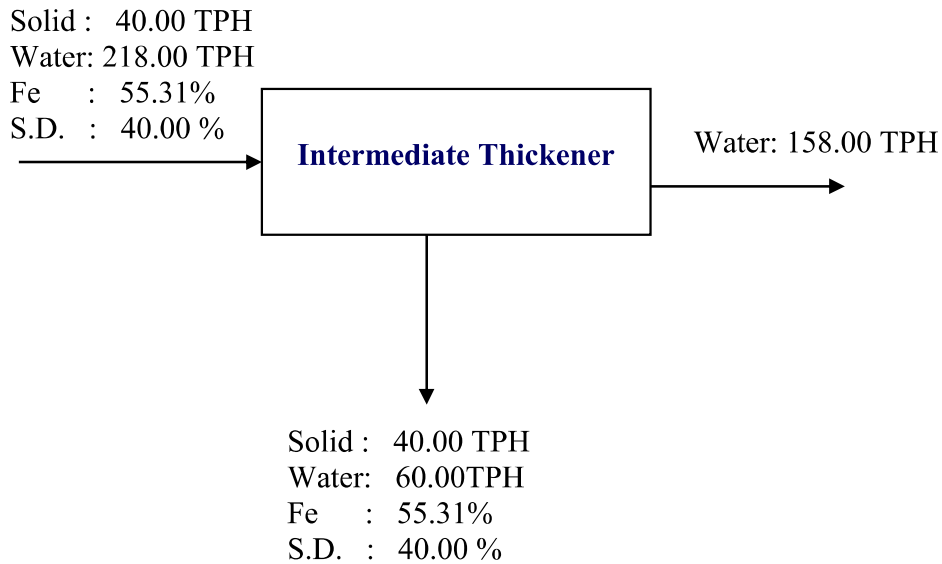 Solid : 40.00 TPH
Water: 218.00 TPH
Fe : 55.31%
S.D. : 40.00 %
Intermediate Thickener
Water: 158.00 TPH
Solid : 40.00 TPH
Water: 60.00TPH
Fe : 55.31%
S.D. : 40.00 %